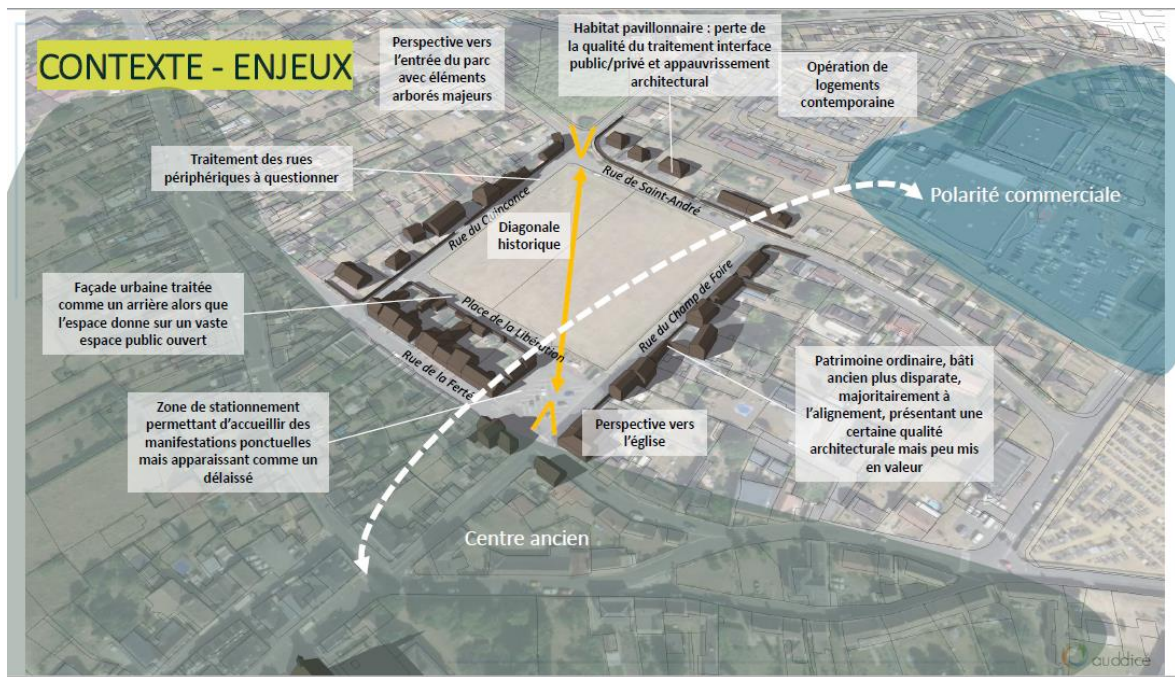 CONTEXTE - ENJEUX
Perspective vers
l'entrée du parc
avec éléments
arborés majeurs
Habitat pavillonnaire : perte de
la qualité du traitement interface
public/privé et appauvrissement
architectural
Opération de
logements
contemporaine
Traitement des rues
périphériques à questionner
Rue du Quinconce
Rue de Saint-André
Polarité commerciale
Diagonale
historique
Façade urbaine traitée
comme un arrière alors que
l'espace donne sur un vaste
espace public ouvert
Place de la Libération
Rue du Champ de Foire
Rue de la Ferté
Patrimoine ordinaire, bâti
ancien plus disparate,
majoritairement à
l'alignement, présentant une
certaine qualité
architecturale mais peu mis
en valeur
Zone de stationnement
permettant d'accueillir des
manifestations ponctuelles
mais apparaissant comme un
délaissé
Perspective vers
l'église
Centre ancien
auddicé